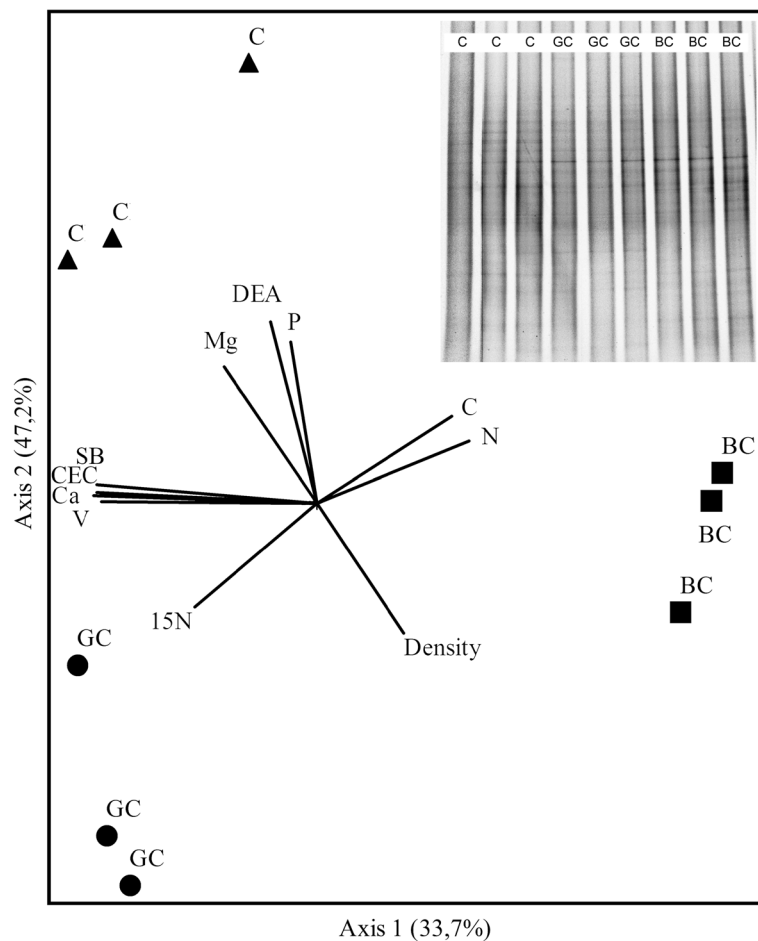 C
C C C GC GC GC BC BC BC
C
C
DEA
P
Mg
C
N
SB
CEC
Ca
V
BC
BC
BC
15N
Density
GC
GC
GC
Axis 2 (47,2%)
Axis 1 (33,7%)